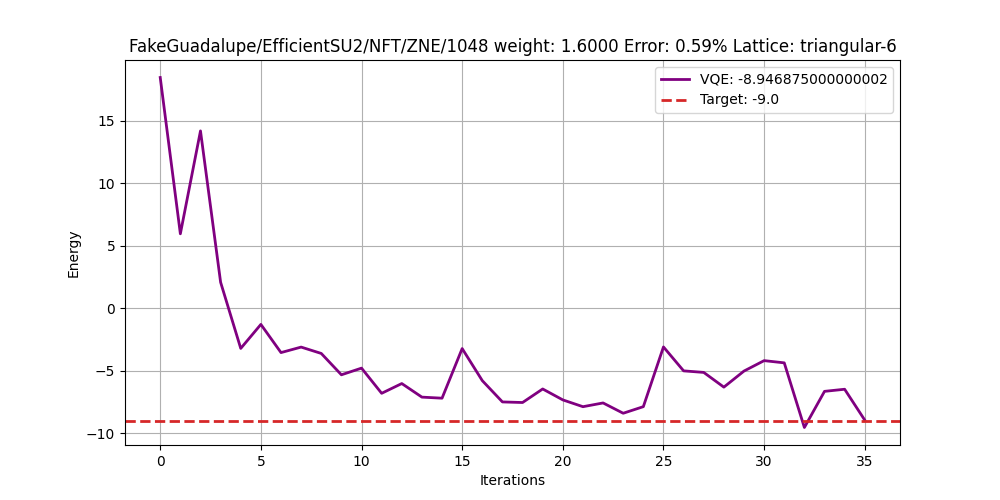 FakeGuadalupe/EfficientSU2/NFT/ZNE/1048 weight: 1.6000 Error: 0.59% Lattice: triangular-6
VQE: -8.946875000000002
Target: -9.0
15
10
5
0
−5
−10
Energy
0 5 10 15 20 25 30 35
Iterations